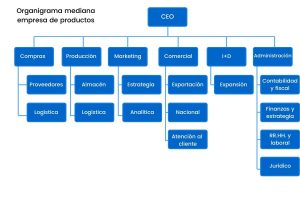 Organigrama mediana
empresa de productos
CEO
Compras
Producción
Marketing
Comercial
I+D
Administración
Proveedores
Almacén
Estrategia
Exportación
Expansión
Contabilidad
y fiscal
Logística
Logística
Analítica
Nacional
Finanzas y
estrategia
Atención al
cliente
RR.HH. y
laboral
Jurídico